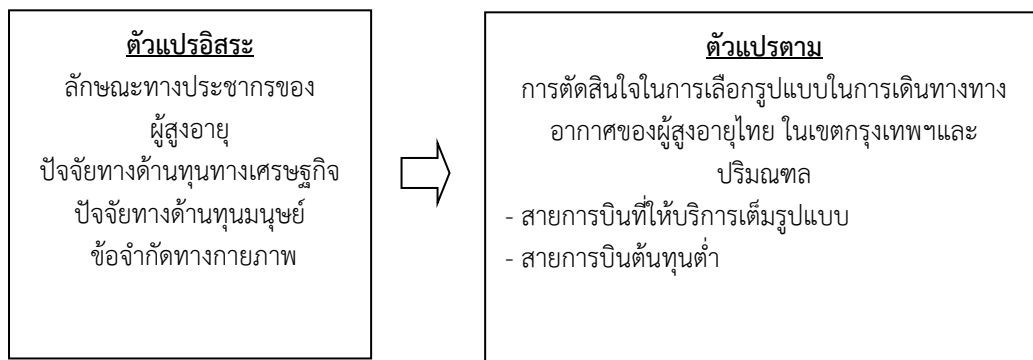 ตัวแปรอิสระ
ลักษณะทางประชากรของ
ผู้สูงอายุ
ปัจจัยทางด้านทุนทางเศรษฐกิจ
ปัจจัยทางด้านทุนมนุษย์
ข้อจำกัดทางกายภาพ
ตัวแปรตาม
การตัดสินใจในการเลือกรูปแบบในการเดินทางทาง
อากาศของผู้สูงอายุไทย ในเขตกรุงเทพฯและ
ปริมณฑล
- สายการบินที่ให้บริการเต็มรูปแบบ
- สายการบินต้นทุนต่ำ